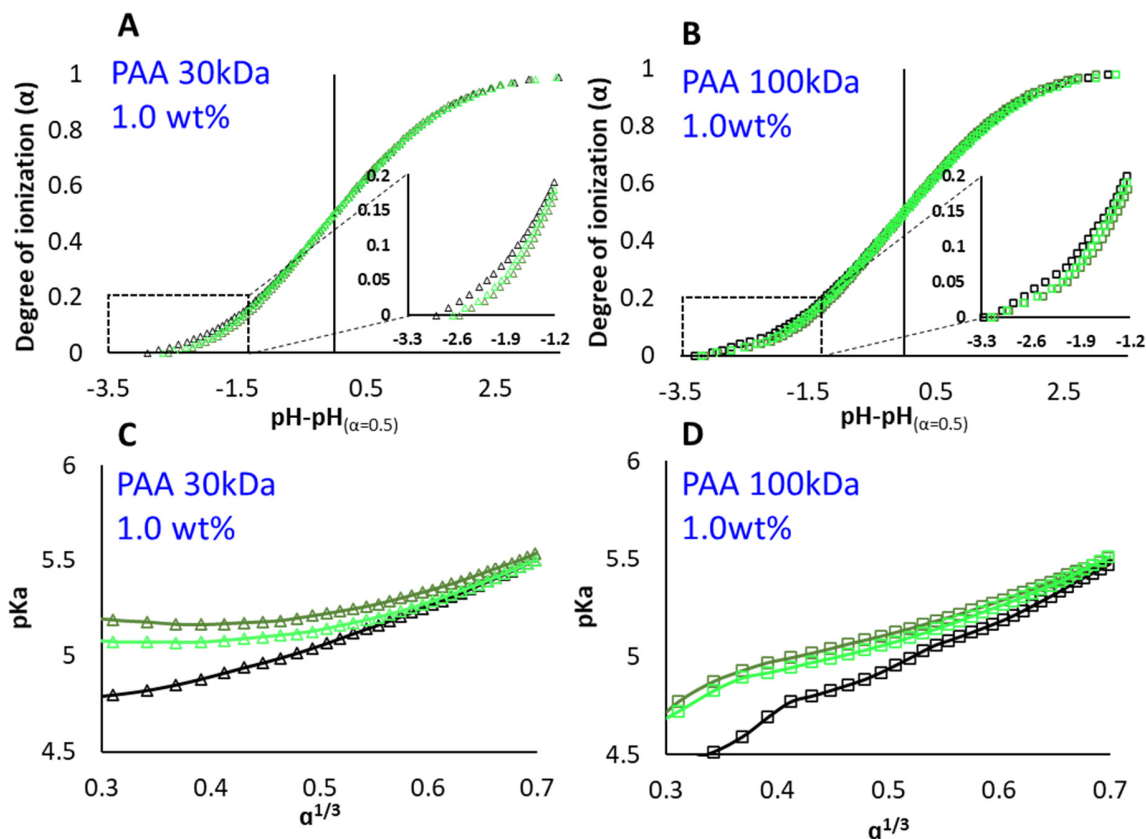 A
PAA 30kDa
1.0 wt%
Degree of ionization (α)
1
0.8
0.6
0.4
0.2
0
-3.5
-1.5
0.5
2.5
pH-pH(α=0.5)
0.2
0.15
0.1
0.05
0
-3.3
-2.6
-1.9
-1.2
B
PAA 100kDa
1.0wt%
Degree of ionization (α)
1
0.8
0.6
0.4
0.2
0
-3.5
-1.5
0.5
2.5
pH-pH(α=0.5)
0.2
0.15
0.1
0.05
0
-3.3
-2.6
-1.9
-1.2
C
PAA 30kDa
1.0 wt%
pKa
6
5.5
5
4.5
0.3
0.4
0.5
0.6
0.7
α1/3
D
PAA 100kDa
1.0wt%
pKa
6
5.5
5
4.5
0.3
0.4
0.5
0.6
0.7
α1/3